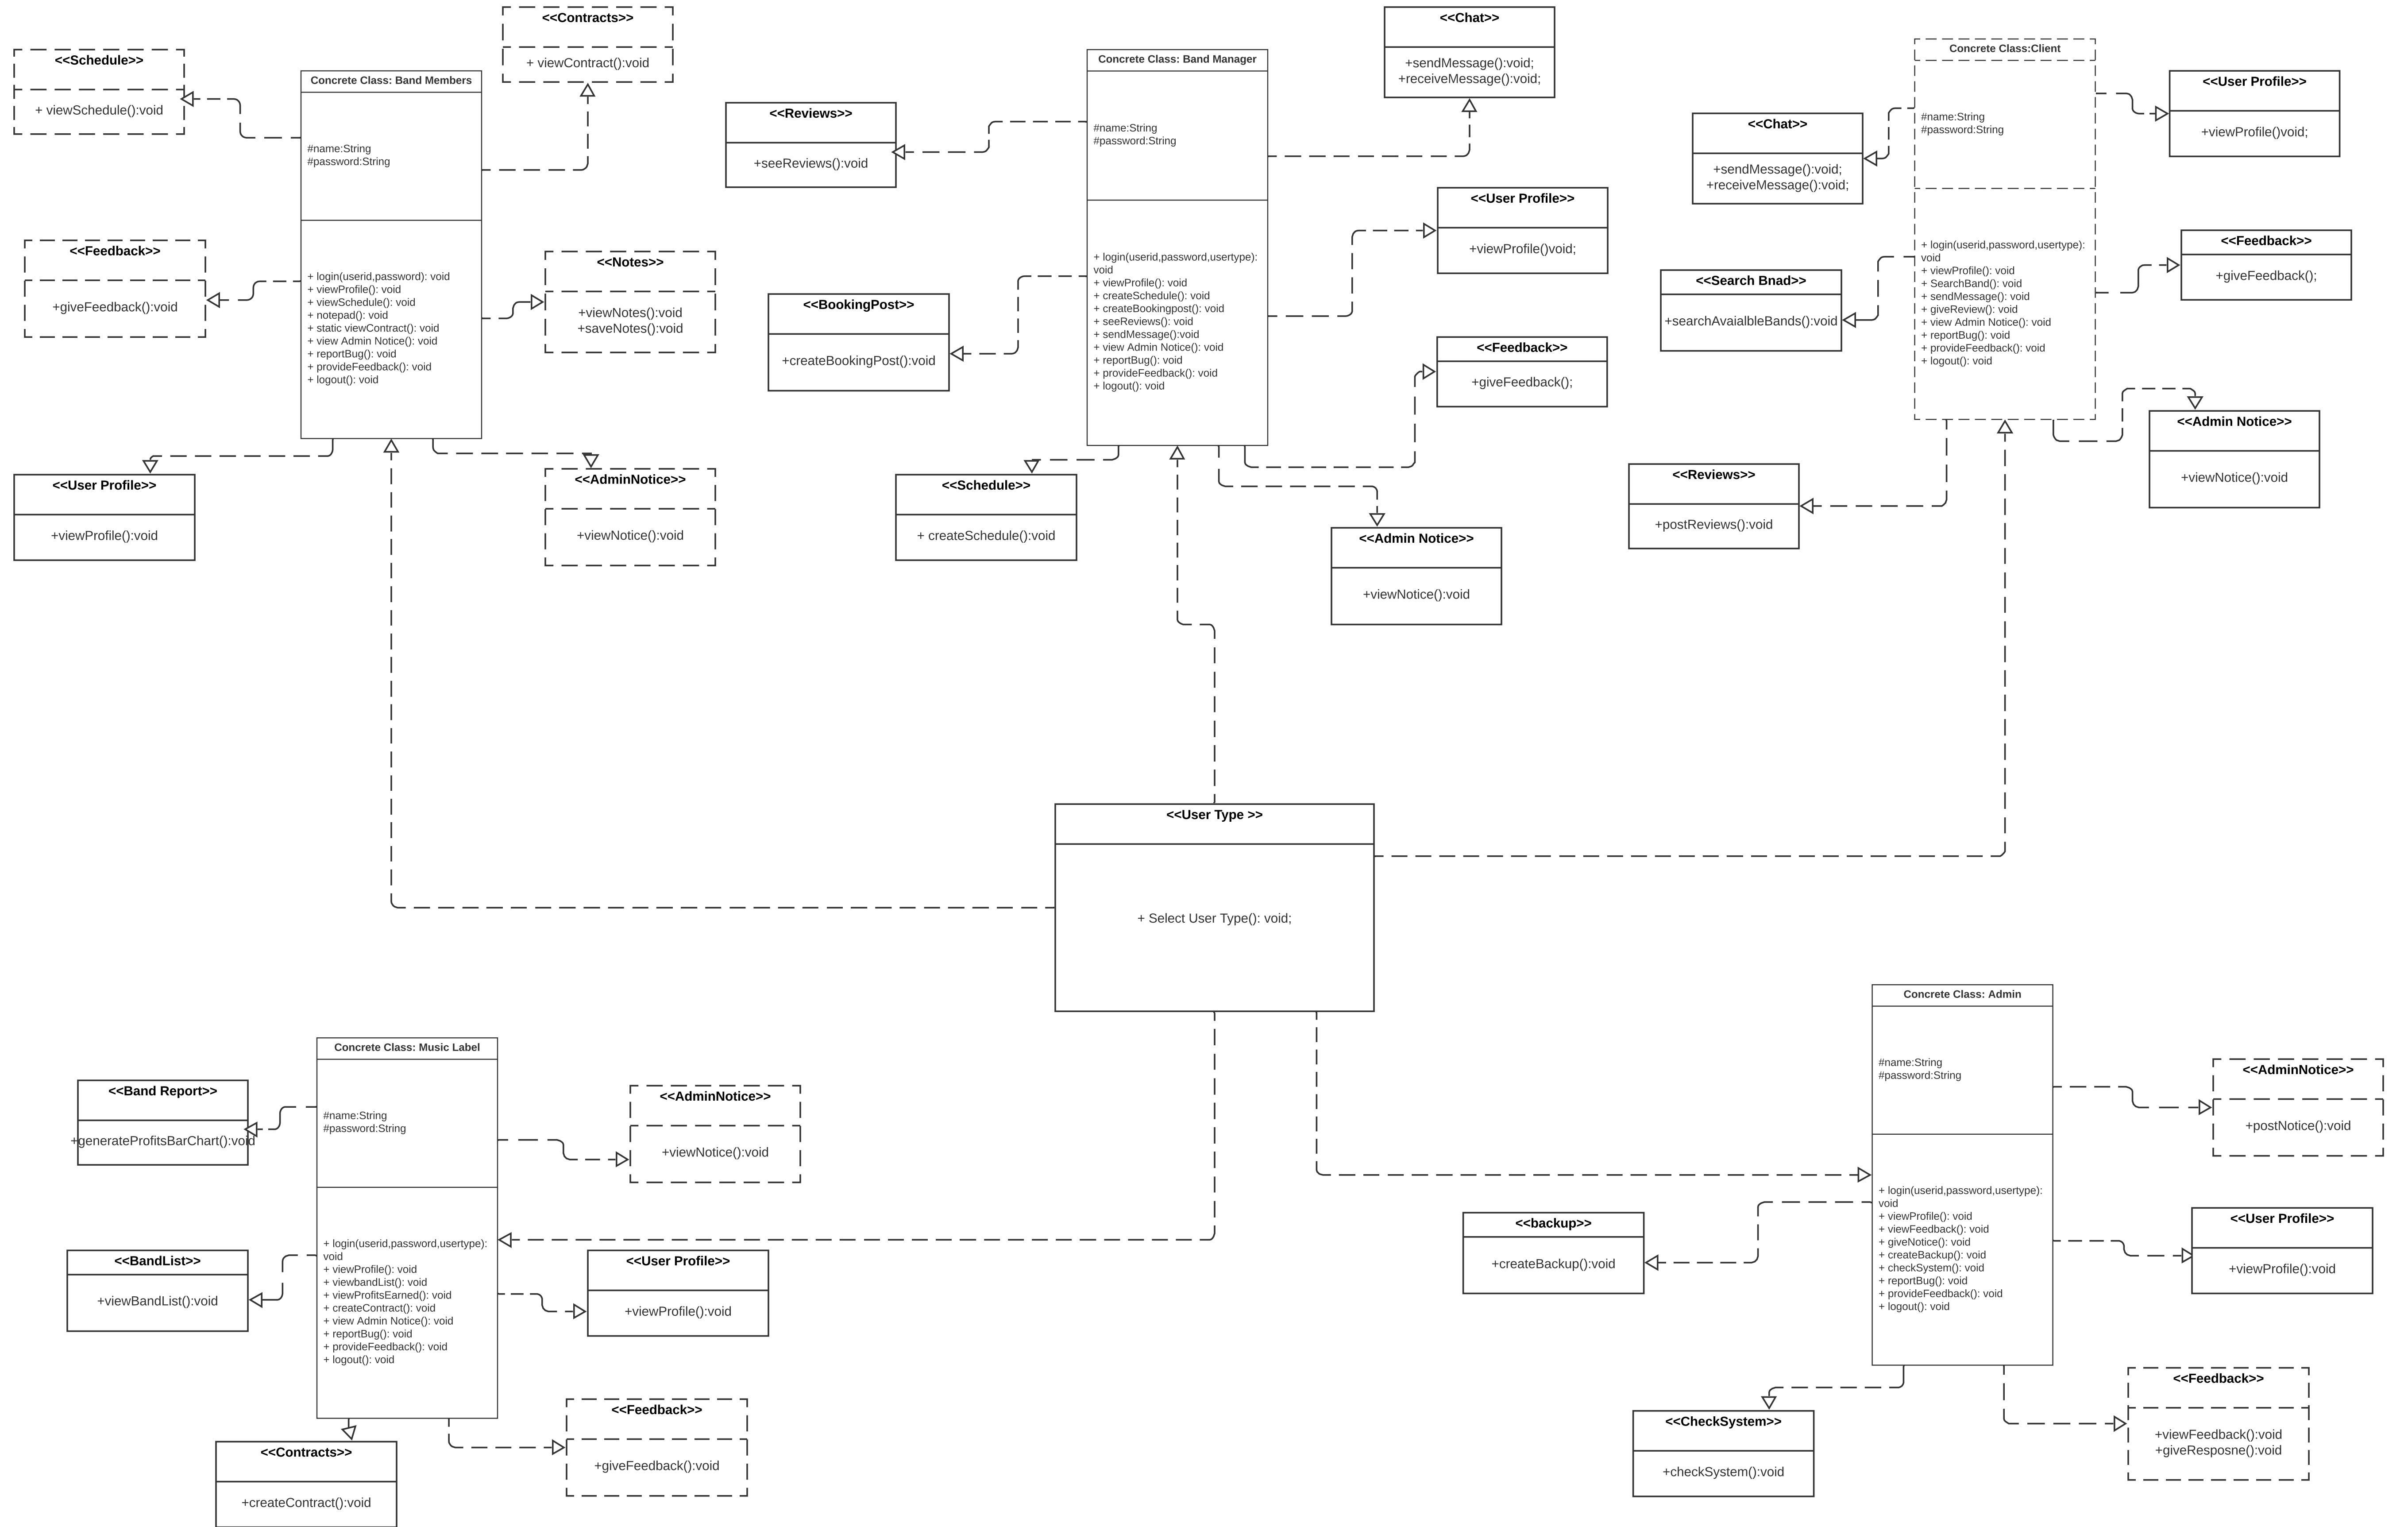 <<Contracts>>
+ viewContract():void
<<Schedule>>
+ viewSchedule():void
Concrete Class: Band Members
#name:String
#password:String
+ login(userid,password): void
+ viewProfile(): void
+ viewSchedule(): void
+ notepad(): void
+ static viewContract(): void
+ view Admin Notice(): void
+ reportBug(): void
+ provideFeedback(): void
+ logout(): void
<<Feedback>>
+giveFeedback():void
<<Notes>>
+viewNotes():void
+saveNotes():void
<<User Profile>>
+viewProfile():void
<<AdminNotice>>
+viewNotice():void
<<Chat>>
+sendMessage():void;
+receiveMessage():void;
Concrete Class: Band Manager
#name:String
#password:String
+ login(userid,password,usertype):
void
+ viewProfile(): void
+ createSchedule(): void
+ createBookingpost(): void
+ seeReviews(): void
+ sendMessage():void
+ view Admin Notice(): void
+ reportBug(): void
+ provideFeedback(): void
+ logout(): void
<<Reviews>>
+seeReviews():void
<<User Profile>>
+viewProfile()void;
<<BookingPost>>
+createBookingPost():void
<<Feedback>>
+giveFeedback();
<<Schedule>>
+ createSchedule():void
<<Admin Notice>>
+viewNotice():void
Concrete Class:Client
#name:String
#password:String
+ login(userid,password,usertype):
void
+ viewProfile(): void
+ SearchBand(): void
+ sendMessage(): void
+ giveReview(): void
+ view Admin Notice(): void
+ reportBug(): void
+ provideFeedback(): void
+ logout(): void
<<User Profile>>
+viewProfile()void;
<<Chat>>
+sendMessage():void;
+receiveMessage():void;
<<Feedback>>
+giveFeedback();
<<Search Bnad>>
+searchAvaialbleBands():void
<<Admin Notice>>
+viewNotice():void
<<Reviews>>
+postReviews():void
<<User Type >>
+ Select User Type(): void;
Concrete Class: Music Label
#name:String
#password:String
+ login(userid,password,usertype):
void
+ viewProfile(): void
+ viewbandList(): void
+ viewProfitsEarned(): void
+ createContract(): void
+ view Admin Notice(): void
+ reportBug(): void
+ provideFeedback(): void
+ logout(): void
<<Band Report>>
+generateProfitsBarChart():void
<<AdminNotice>>
+viewNotice():void
<<BandList>>
+viewBandList():void
<<User Profile>>
+viewProfile():void
<<Feedback>>
+giveFeedback():void
<<Contracts>>
+createContract():void
Concrete Class: Admin
#name:String
#password:String
+ login(userid,password,usertype):
void
+ viewProfile(): void
+ viewFeedback(): void
+ giveNotice(): void
+ createBackup(): void
+ checkSystem(): void
+ reportBug(): void
+ provideFeedback(): void
+ logout(): void
<<AdminNotice>>
+postNotice():void
<<backup>>
+createBackup():void
<<User Profile>>
+viewProfile():void
<<CheckSystem>>
+checkSystem():void
<<Feedback>>
+viewFeedback():void
+giveResposne():void